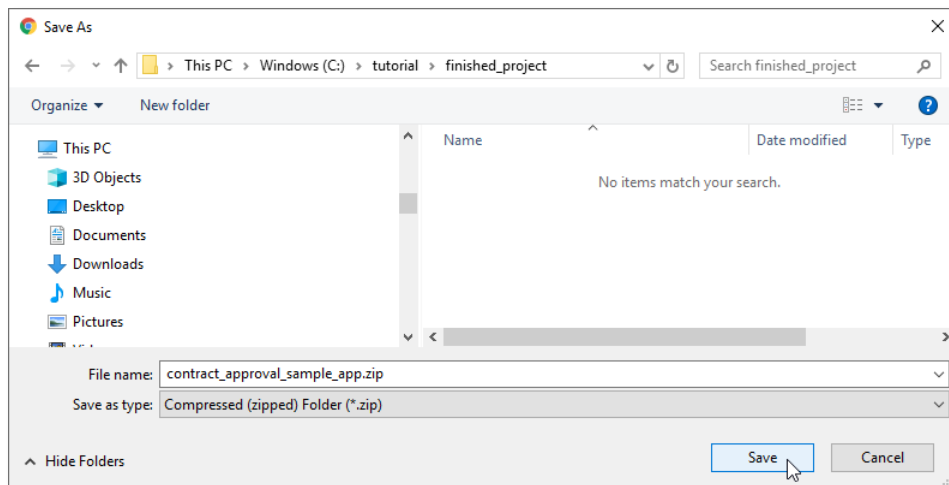 Save As
This PC > Windows (C:) > tutorial > finished_project
Search finished_project
Organize
New folder
?
This PC
3D Objects
Desktop
Documents
Downloads
Music
Pictures
Name
Date modified
Type
No items match your search.
File name: contract_approval_sample_app.zip
Save as type: Compressed (zipped) Folder (*.zip)
Hide Folders
Save
Cancel